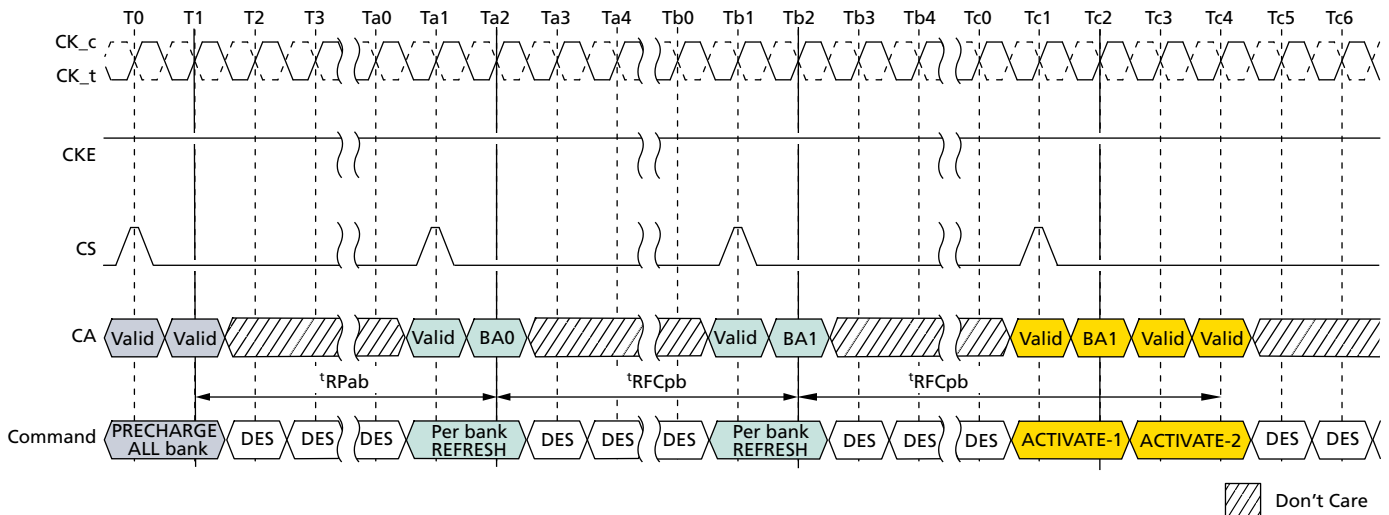 T0 T1 T2 T3 Ta0 Ta1 Ta2 Ta3 Ta4 Tb0 Tb1 Tb2 Tb3 Tb4 Tc0 Tc1 Tc2 Tc3 Tc4 Tc5 Tc6
CK_c
CK_t
CKE
CS
CA Valid Valid Valid BA0 Valid BA1 Valid BA1 Valid Valid
tRPab tRFCpb tRFCpb
Command PRECHARGE ALL bank DES DES DES Per bank REFRESH DES DES DES Per bank REFRESH DES DES DES ACTIVATE-1 ACTIVATE-2 DES DES
Don't Care